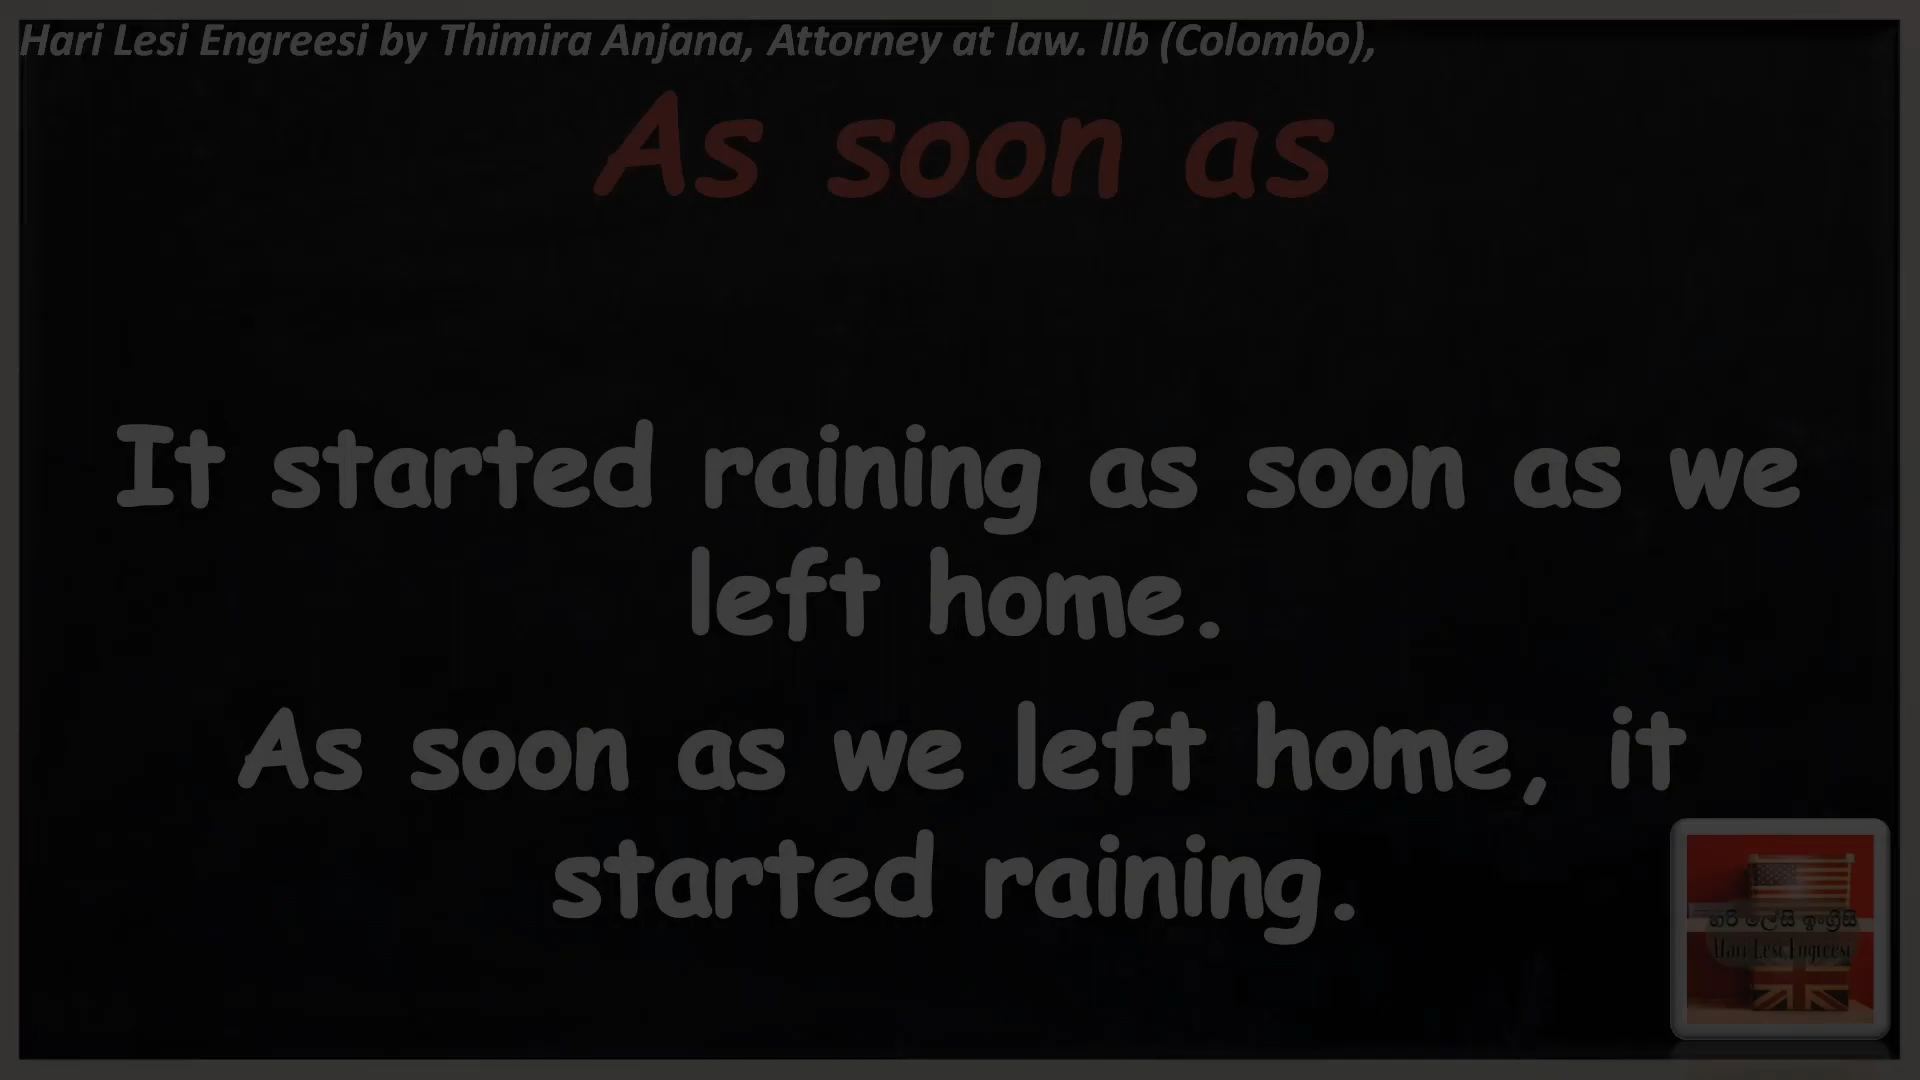 Hari Lesi Engreesi by Thimira Anjana, Attorney at law. llb (Colombo),
As soon as
It started raining as soon as we
left home.
As soon as we left home, it
started raining.
හරි ලේසි ඉංග්‍රීසි
Hari Lesi Engreesi